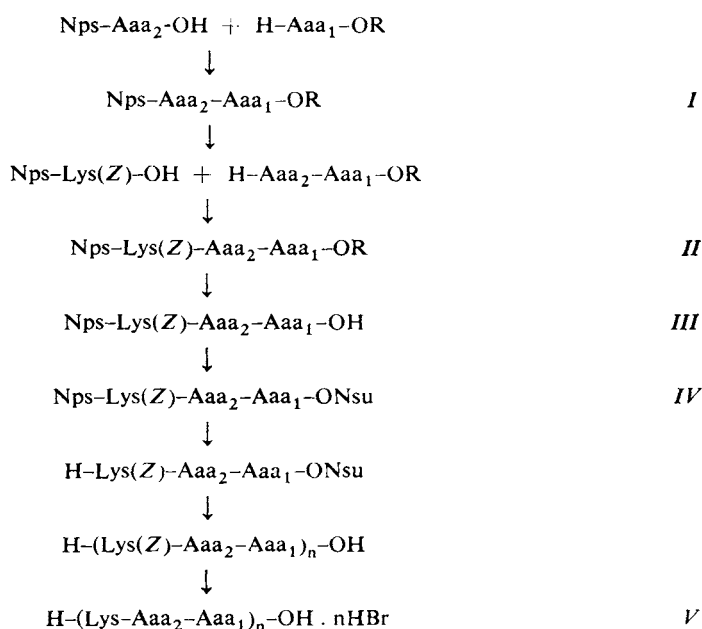 Nps–Aaa₂-OH + H–Aaa₁–OR
↓
Nps–Aaa₂–Aaa₁–OR I
↓
Nps–Lys(Z)–OH + H–Aaa₂–Aaa₁–OR
↓
Nps–Lys(Z)–Aaa₂–Aaa₁–OR II
↓
Nps–Lys(Z)–Aaa₂–Aaa₁–OH III
↓
Nps–Lys(Z)–Aaa₂–Aaa₁–ONsu IV
↓
H–Lys(Z)–Aaa₂–Aaa₁–ONsu
↓
H–(Lys(Z)–Aaa₂–Aaa₁)ₙ–OH
↓
H–(Lys–Aaa₂–Aaa₁)ₙ–OH . nHBr V